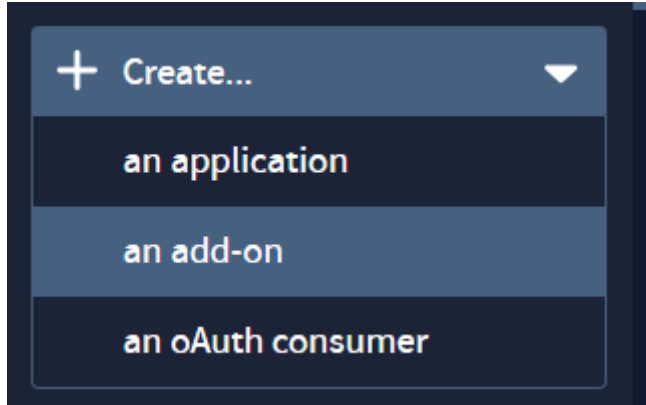 Create...
an application
an add-on
an oAuth consumer